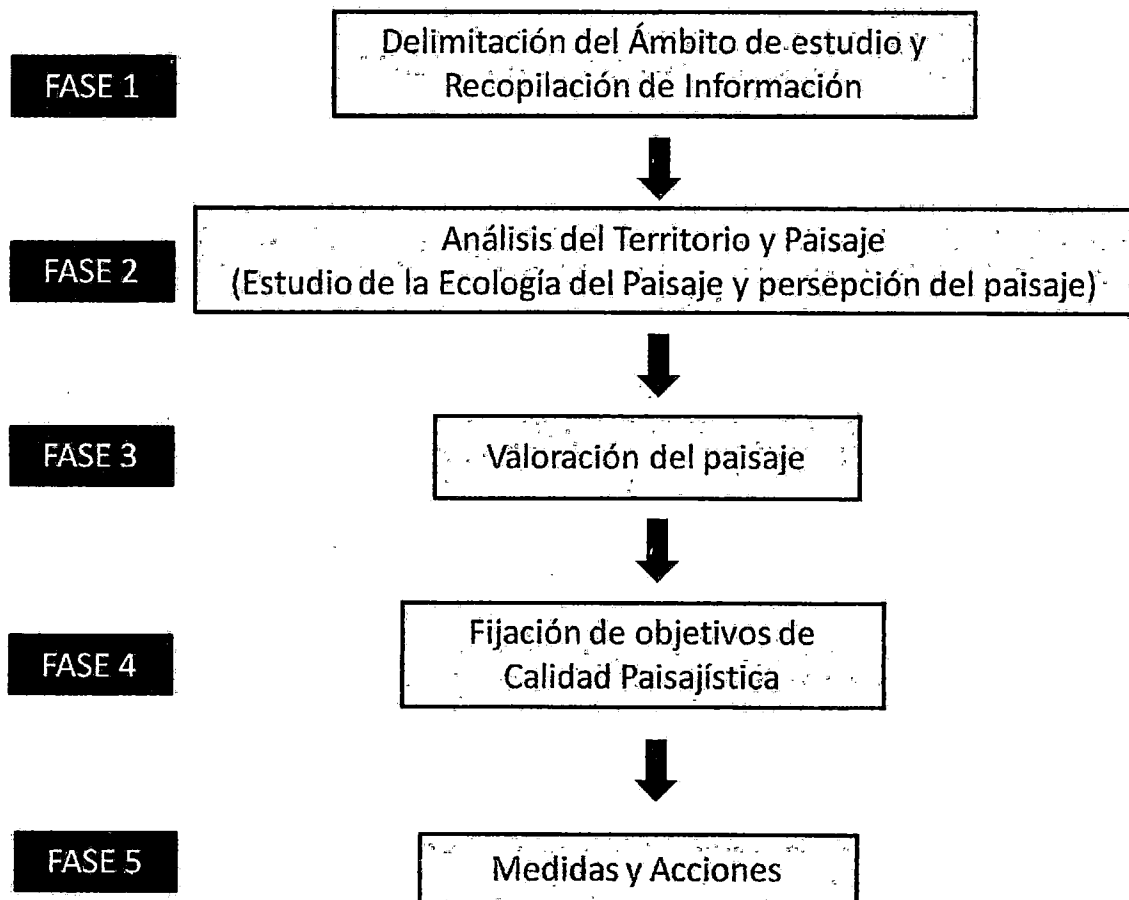 FASE 1
Delimitación del Ámbito de estudio y
Recopilación de Información
FASE 2
Análisis del Territorio y Paisaje
(Estudio de la Ecología del Paisaje y persepción del paisaje)
FASE 3
Valoración del paisaje
FASE 4
Fijación de objetivos de
Calidad Paisajística
FASE 5
Medidas y Acciones